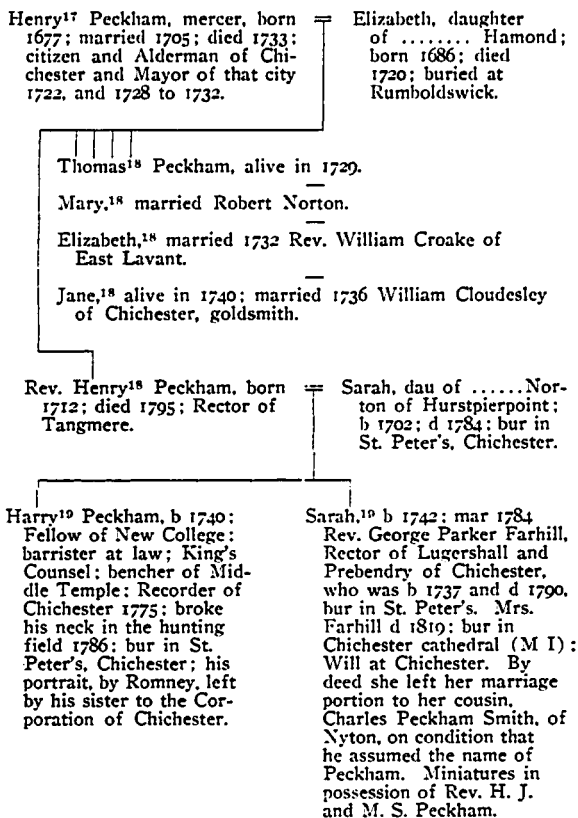 Henry¹⁷ Peckham, mercer, born
1677; married 1705; died 1733;
citizen and Alderman of Chi-
chester and Mayor of that city
1722, and 1728 to 1732.
=
Elizabeth, daughter
of ........ Hamond;
born 1686; died
1720; buried at
Rumboldswick.
Thomas¹⁸ Peckham, alive in 1729.
Mary,¹⁸ married Robert Norton.
Elizabeth,¹⁸ married 1732 Rev. William Croake of
East Lavant.
Jane,¹⁸ alive in 1740; married 1736 William Cloudesley
of Chichester, goldsmith.
Rev. Henry¹⁸ Peckham, born
1712; died 1795; Rector of
Tangmere.
=
Sarah, dau of ......Nor-
ton of Hurstpierpoint;
b 1702; d 1784; bur in
St. Peter's, Chichester.
Harry¹⁹ Peckham, b 1740;
Fellow of New College;
barrister at law; King's
Counsel; bencher of Mid-
dle Temple; Recorder of
Chichester 1775; broke
his neck in the hunting
field 1786; bur in St.
Peter's, Chichester; his
portrait, by Romney, left
by his sister to the Cor-
poration of Chichester.
Sarah,¹⁹ b 1742; mar 1784
Rev. George Parker Farhill,
Rector of Lugershall and
Prebendry of Chichester,
who was b 1737 and d 1790,
bur in St. Peter's. Mrs.
Farhill d 1819; bur in
Chichester cathedral (M I);
Will at Chichester. By
deed she left her marriage
portion to her cousin,
Charles Peckham Smith, of
Nyton, on condition that
he assumed the name of
Peckham. Miniatures in
possession of Rev. H. J.
and M. S. Peckham.